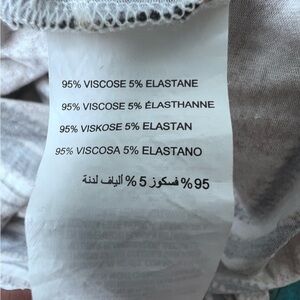 95% VISCOSE 5% ELASTANE
95% VISCOSE 5% ÉLASTHANNE
95% VISKOSE 5% ELASTAN
95% VISCOSA 5% ELASTANO
95% فسكوز 5% ألياف لدنة